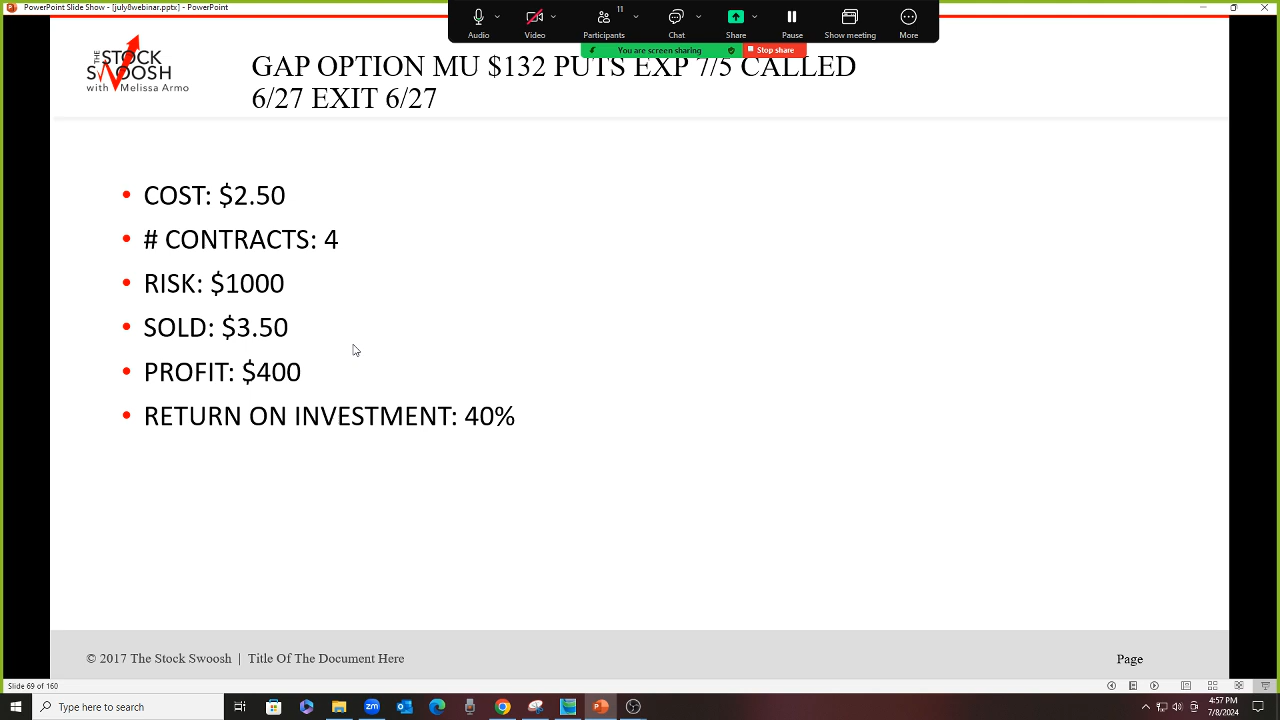 PowerPoint Slide Show - [july8webinar.pptx] - PowerPoint
11
Audio
Video
Participants
Chat
Share
Pause
Show meeting
More
You are screen sharing
Stop share
THE STOCK SWOOSH
with Melissa Armo
GAP OPTION MU $132 PUTS EXP 7/5 CALLED
6/27 EXIT 6/27
• COST: $2.50
• # CONTRACTS: 4
• RISK: $1000
• SOLD: $3.50
• PROFIT: $400
• RETURN ON INVESTMENT: 40%
© 2017 The Stock Swoosh | Title Of The Document Here
Page
Slide 69 of 160
Type here to search
zm
4:57 PM
7/8/2024